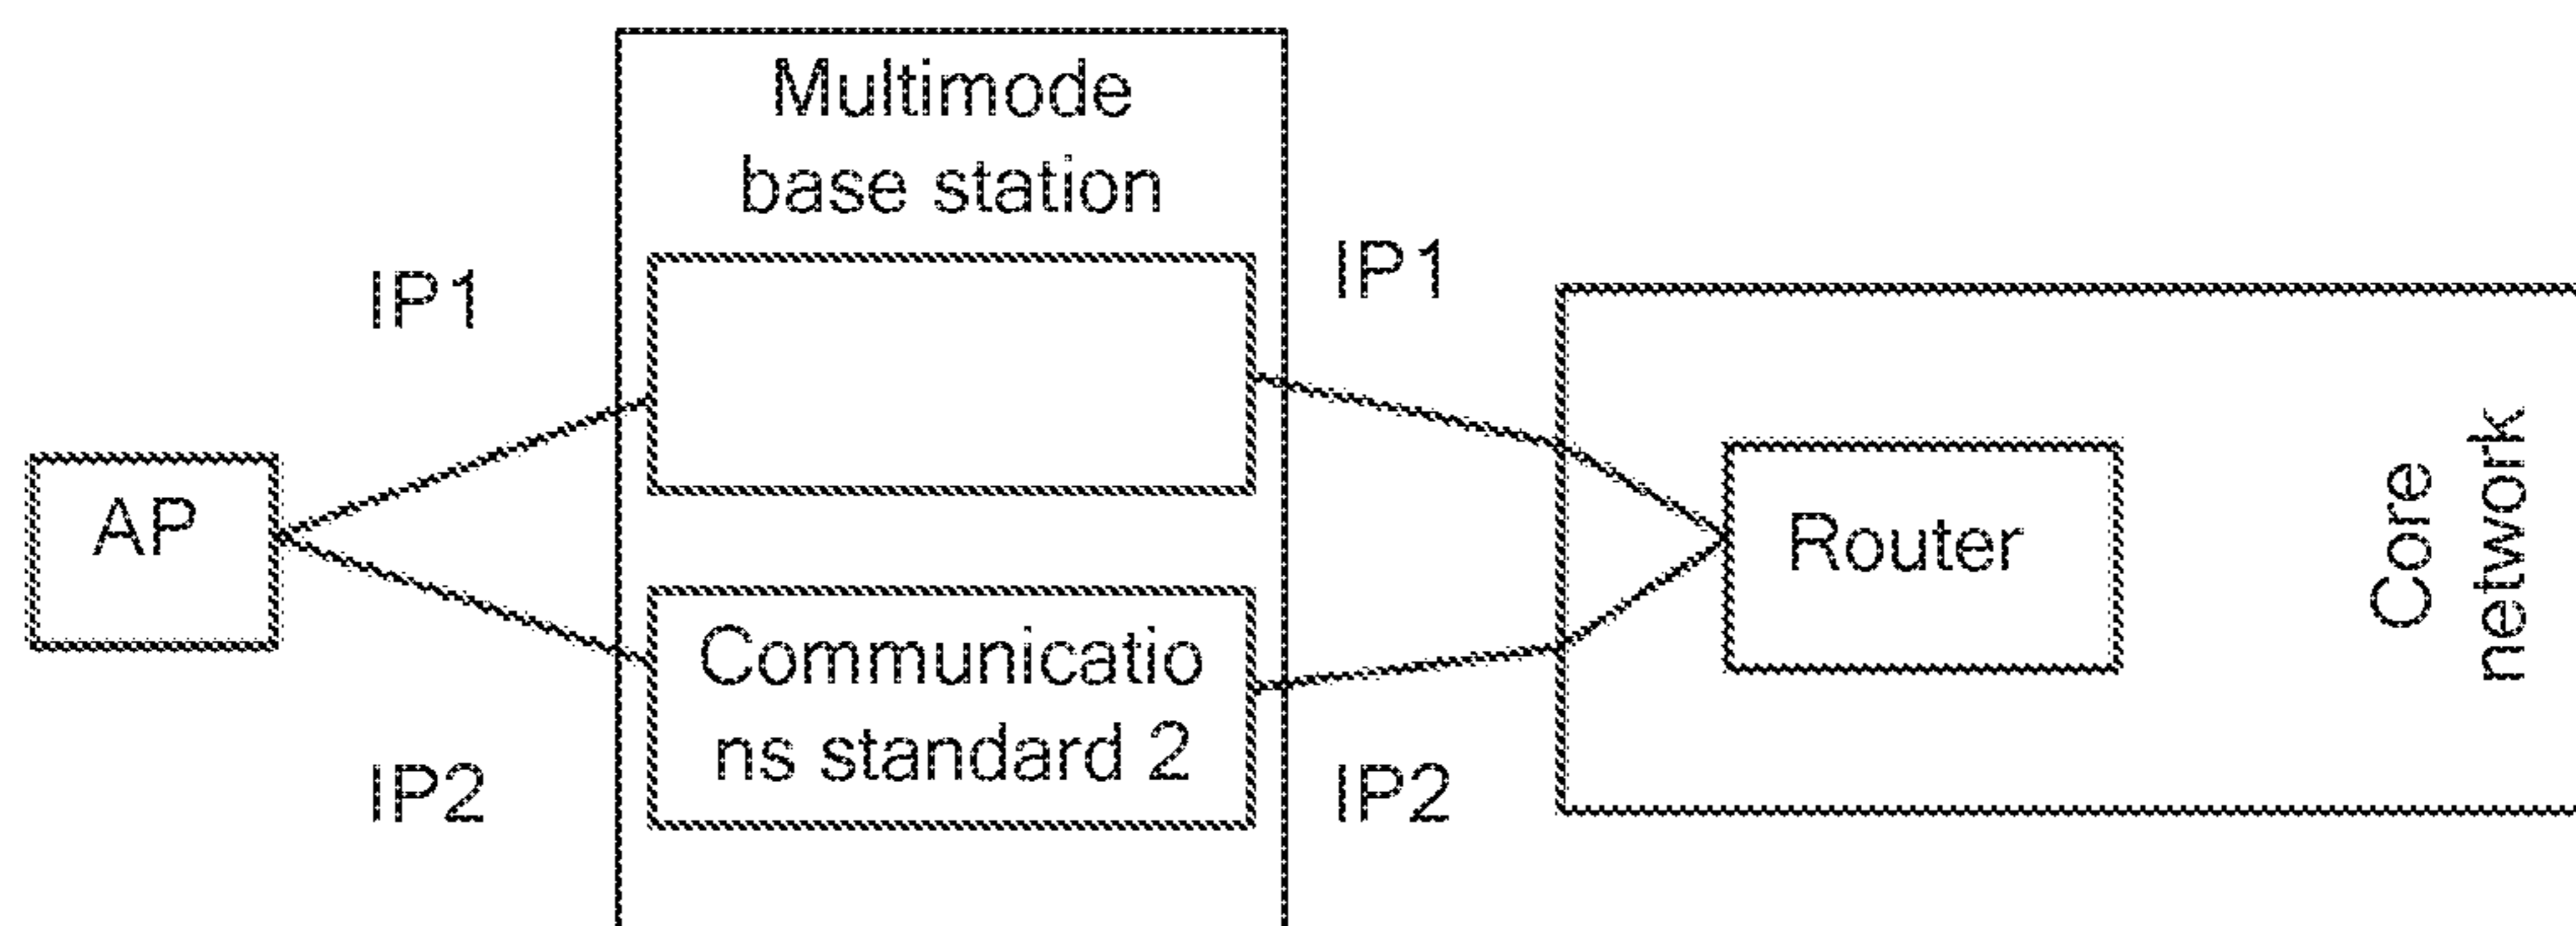 Multimode
base station
IP1
IP1
AP
Communicatio
ns standard 2
Router
Core
network
IP2
IP2